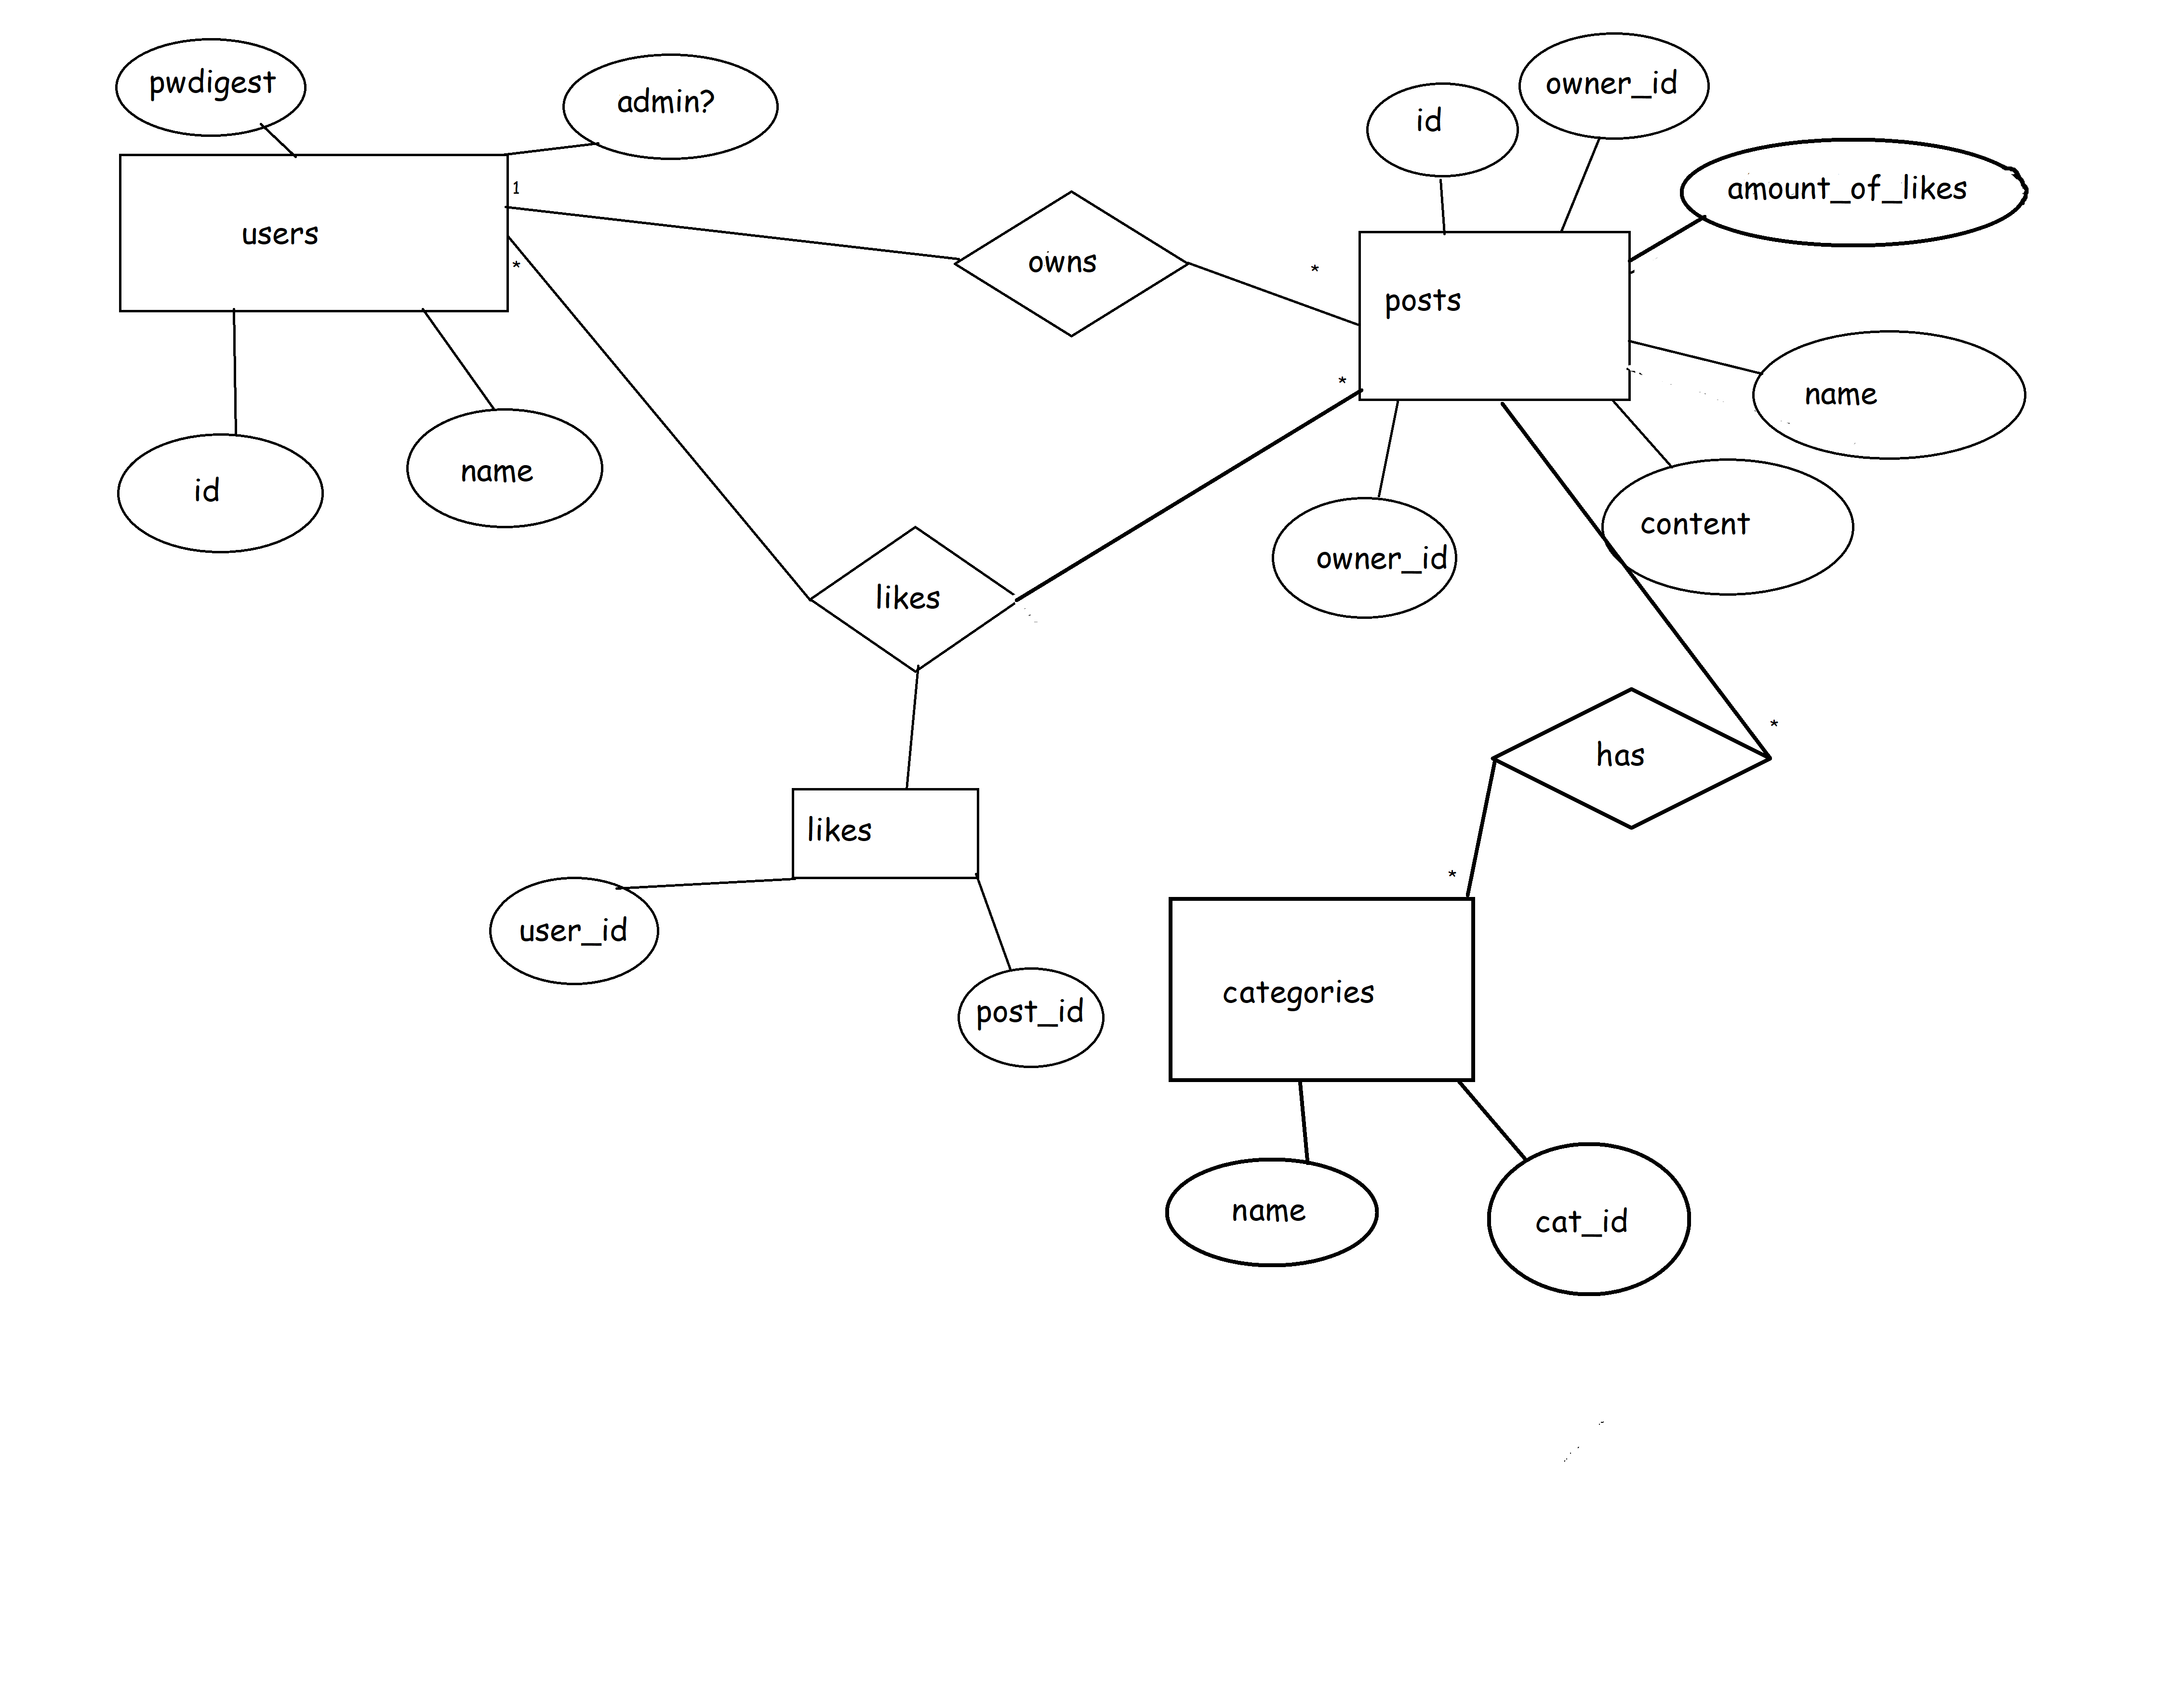 pwdigest
admin?
id
owner_id
amount_of_likes
1
users
*
owns
*
posts
*
name
id
name
content
owner_id
likes
*
has
likes
*
user_id
post_id
categories
name
cat_id